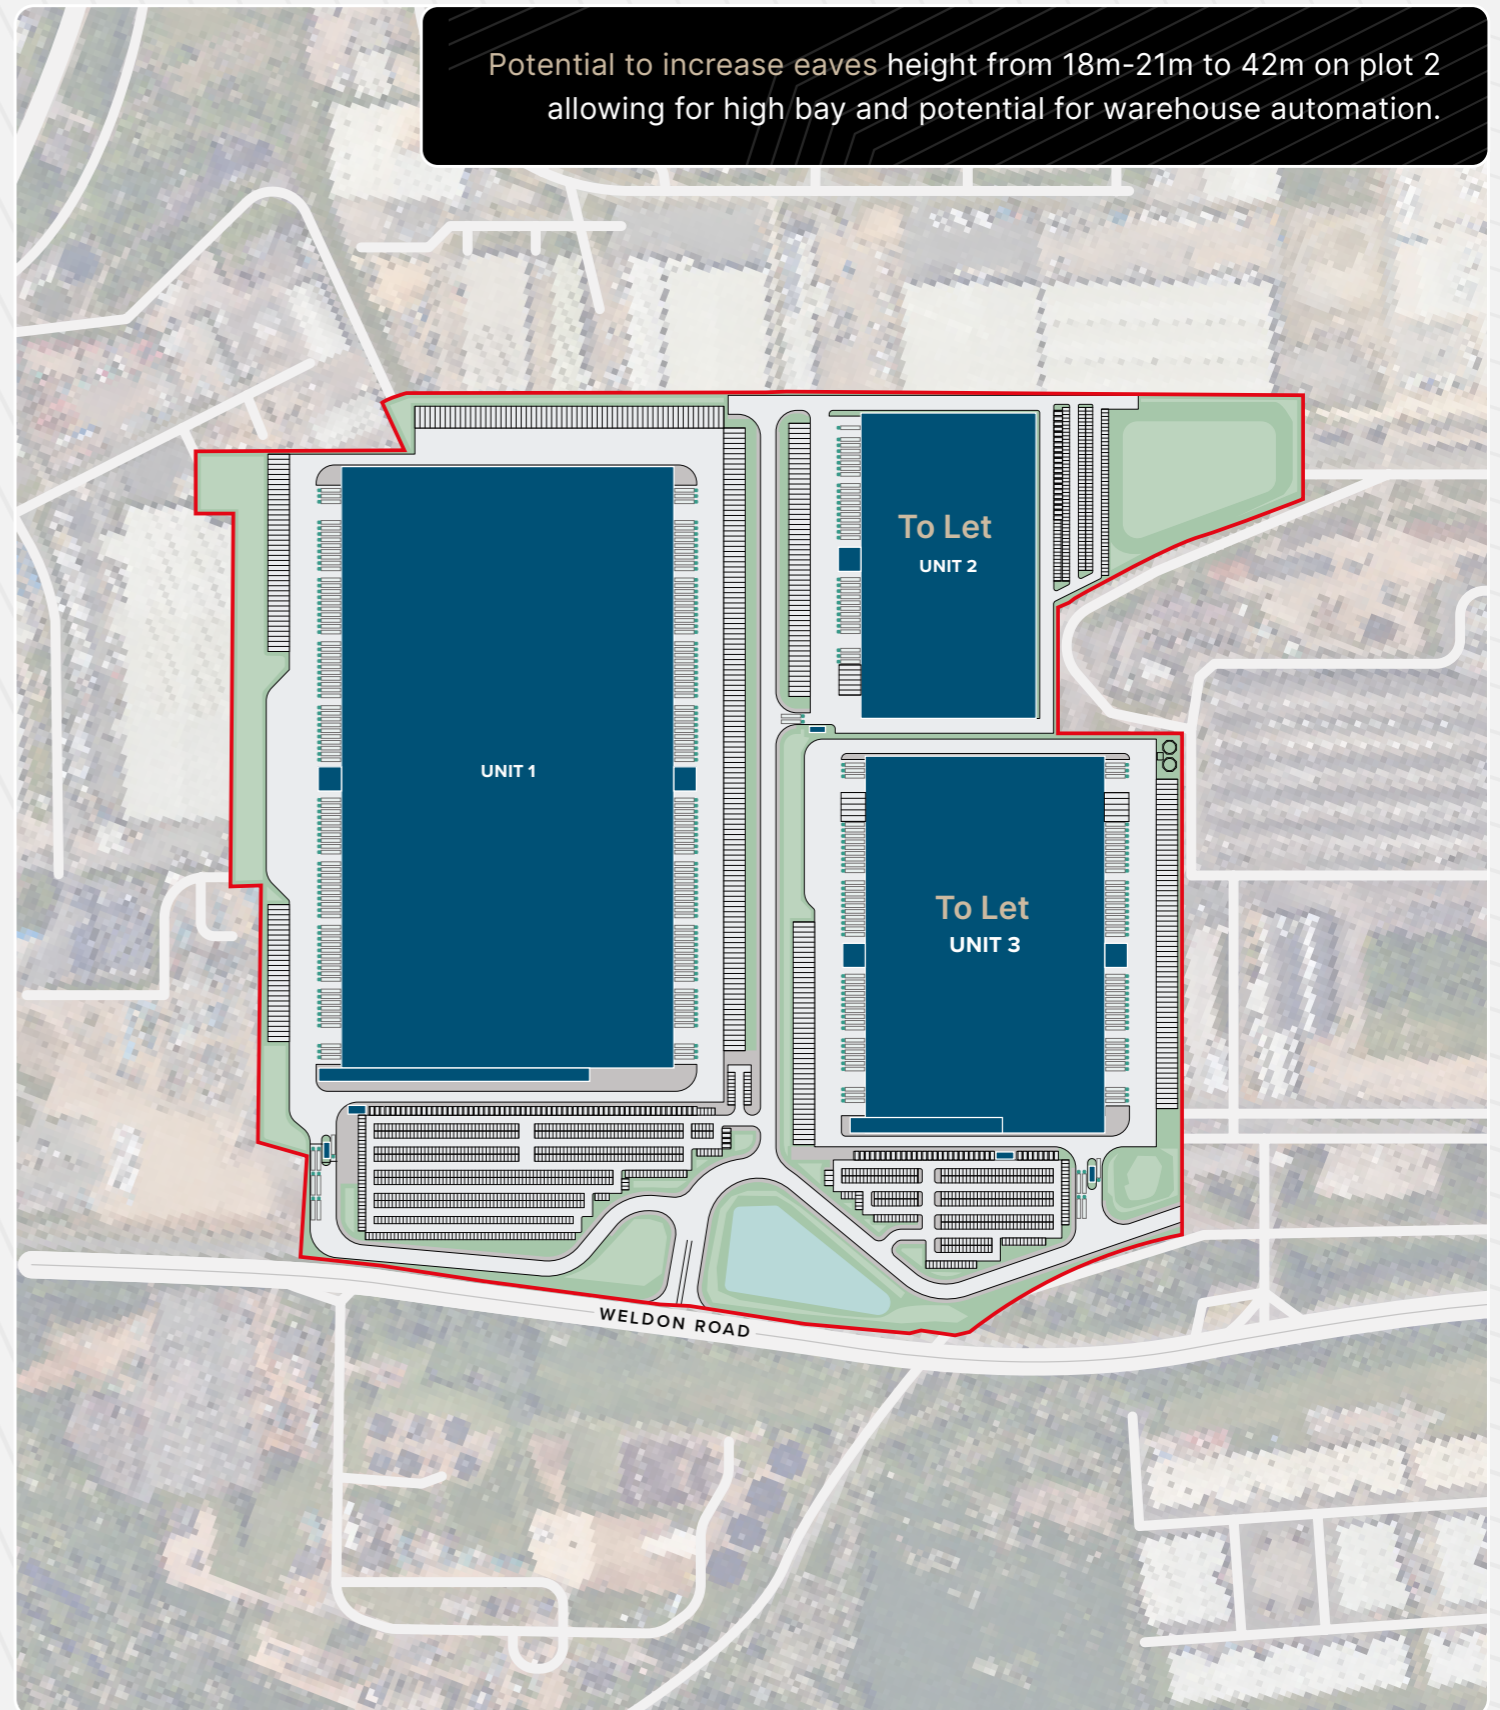 Potential to increase eaves height from 18m-21m to 42m on plot 2
allowing for high bay and potential for warehouse automation.
To Let
UNIT 2
UNIT 1
To Let
UNIT 3
WELDON ROAD